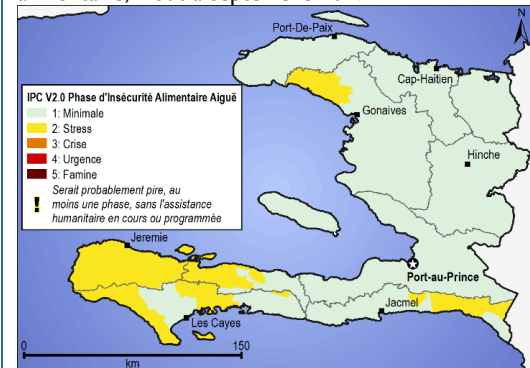 Port-De-Paix
N
Cap-Haitien
IPC V2.0 Phase d'Insécurité Alimentaire Aiguë
1: Minimale
2: Stress
3: Crise
4: Urgence
5: Famine
! Serait probablement pire, au
moins une phase, sans l'assistance
humanitaire en cours ou programmée
Gonaives
Hinche
Jeremie
Port-au-Prince
Jacmel
Les Cayes
0 150
km